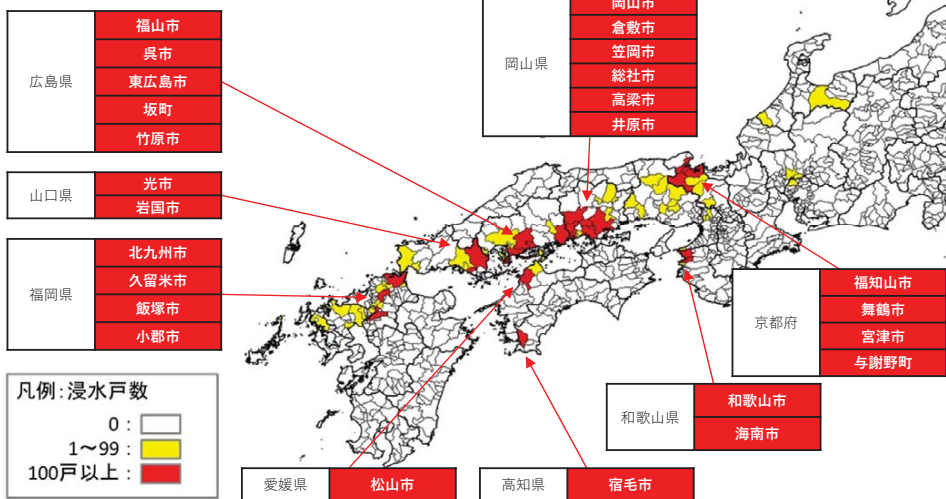 広島県
福山市
呉市
東広島市
坂町
竹原市
岡山県
岡山市
倉敷市
笠岡市
総社市
高梁市
井原市
山口県
光市
岩国市
福岡県
北九州市
久留米市
飯塚市
小郡市
京都府
福知山市
舞鶴市
宮津市
与謝野町
和歌山県
和歌山市
海南市
愛媛県
松山市
高知県
宿毛市
凡例:浸水戸数
0:
1~99:
100戸以上: